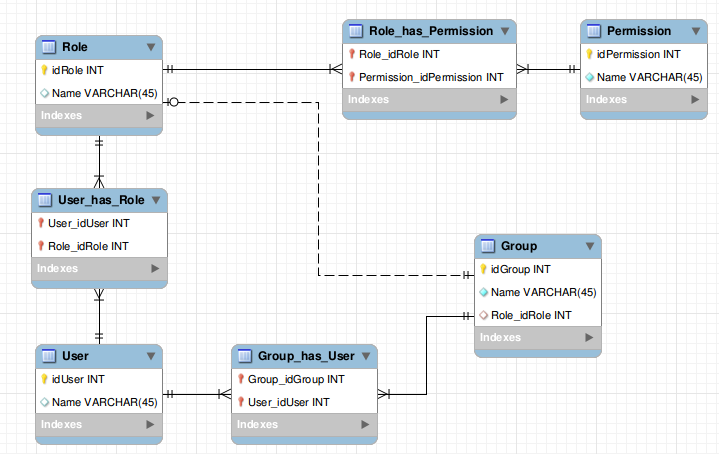 Role
idRole INT
Name VARCHAR(45)
Indexes
Role_has_Permission
Role_idRole INT
Permission_idPermission INT
Indexes
Permission
idPermission INT
Name VARCHAR(45)
Indexes
User_has_Role
User_idUser INT
Role_idRole INT
Indexes
Group
idGroup INT
Name VARCHAR(45)
Role_idRole INT
Indexes
User
idUser INT
Name VARCHAR(45)
Indexes
Group_has_User
Group_idGroup INT
User_idUser INT
Indexes